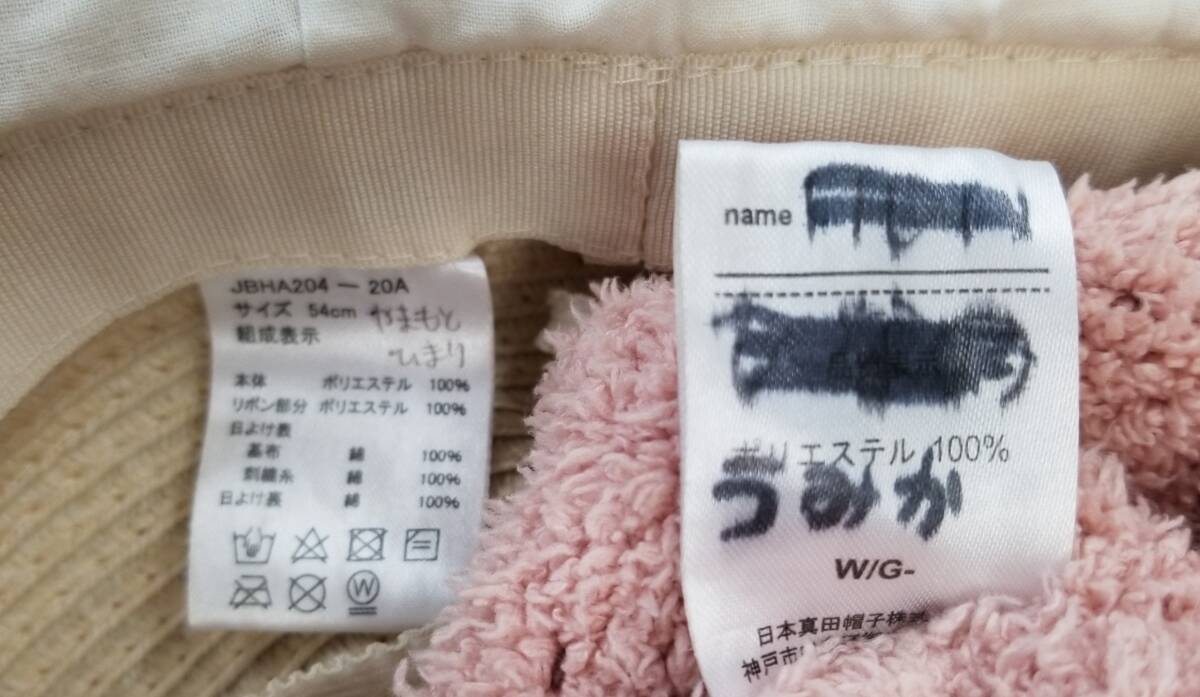 JBHA204 — 20A
サイズ 54cm やまもと
組成表示 ひまり
本体 ポリエステル 100%
リボン部分 ポリエステル 100%
日よけ表
基布 綿 100%
刺繍糸 綿 100%
日よけ裏 綿 100%
W
name
ポリエステル 100%
うみか
W/G-
日本真田帽子株式
神戸市